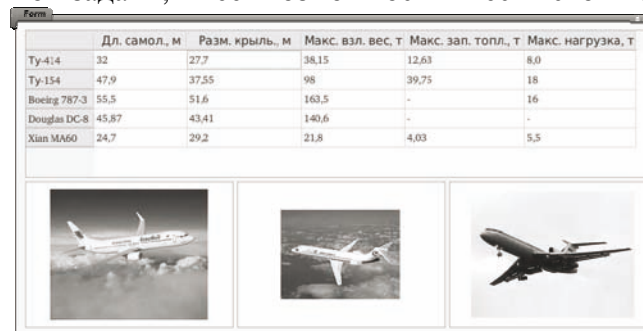 Form
Дл. самол., м Разм. крыль., м Макс. взл. вес, т Макс. зап. топл., т Макс. нагрузка, т
Ту-414 32 27,7 38,15 12,63 8,0
Ту-154 47,9 37,55 98 39,75 18
Boeing 787-3 55,5 51,6 163,5 - 16
Douglas DC-8 45,87 43,41 140,6 - -
Xian MA60 24,7 29,2 21,8 4,03 5,5